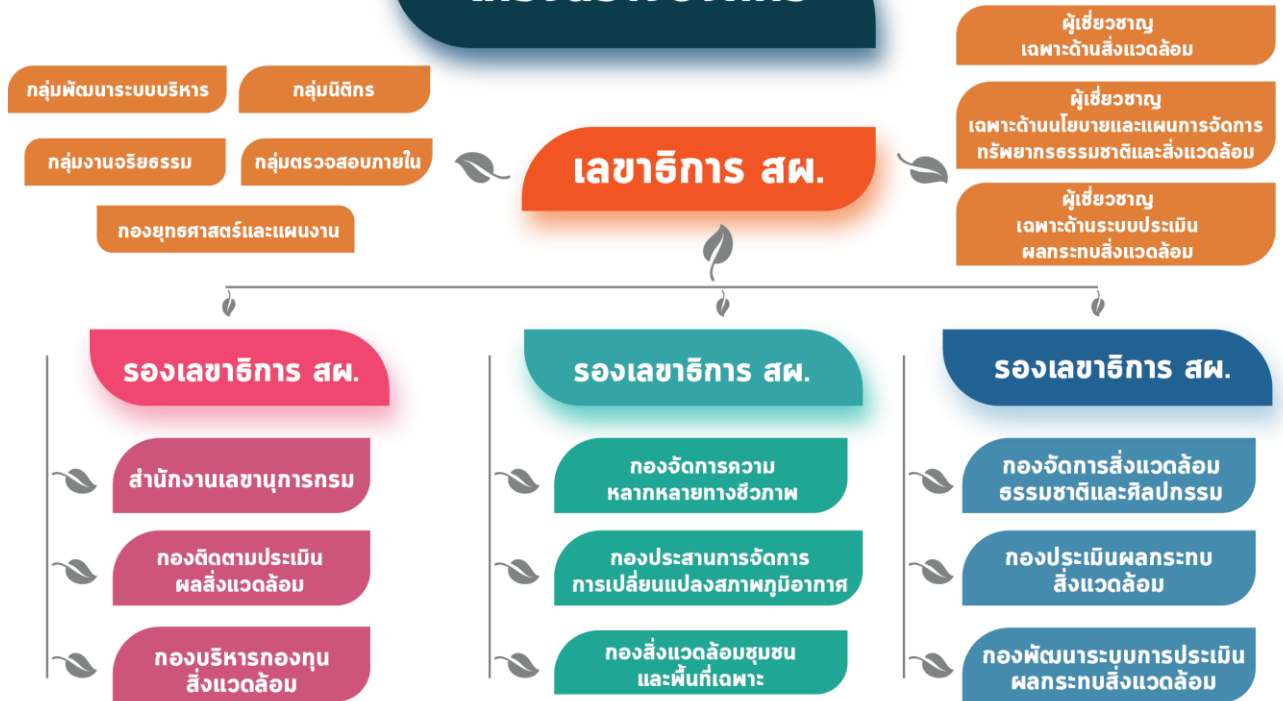 ผู้เชี่ยวชาญ
เฉพาะด้านสิ่งแวดล้อม
กลุ่มพัฒนาระบบบริหาร
กลุ่มนิติกร
ผู้เชี่ยวชาญ
เฉพาะด้านนโยบายและแผนการจัดการ
ทรัพยากรธรรมชาติและสิ่งแวดล้อม
กลุ่มงานจริยธรรม
กลุ่มตรวจสอบภายใน
เลขาธิการ สผ.
ผู้เชี่ยวชาญ
เฉพาะด้านระบบประเมิน
ผลกระทบสิ่งแวดล้อม
กองยุทธศาสตร์และแผนงาน
รองเลขาธิการ สผ.
สำนักงานเลขานุการกรม
กองติดตามประเมิน
ผลสิ่งแวดล้อม
กองบริหารกองทุน
สิ่งแวดล้อม
รองเลขาธิการ สผ.
กองจัดการความ
หลากหลายทางชีวภาพ
กองประสานการจัดการ
การเปลี่ยนแปลงสภาพภูมิอากาศ
กองสิ่งแวดล้อมชุมชน
และพื้นที่เฉพาะ
รองเลขาธิการ สผ.
กองจัดการสิ่งแวดล้อม
ธรรมชาติและศิลปกรรม
กองประเมินผลกระทบ
สิ่งแวดล้อม
กองพัฒนาระบบการประเมิน
ผลกระทบสิ่งแวดล้อม